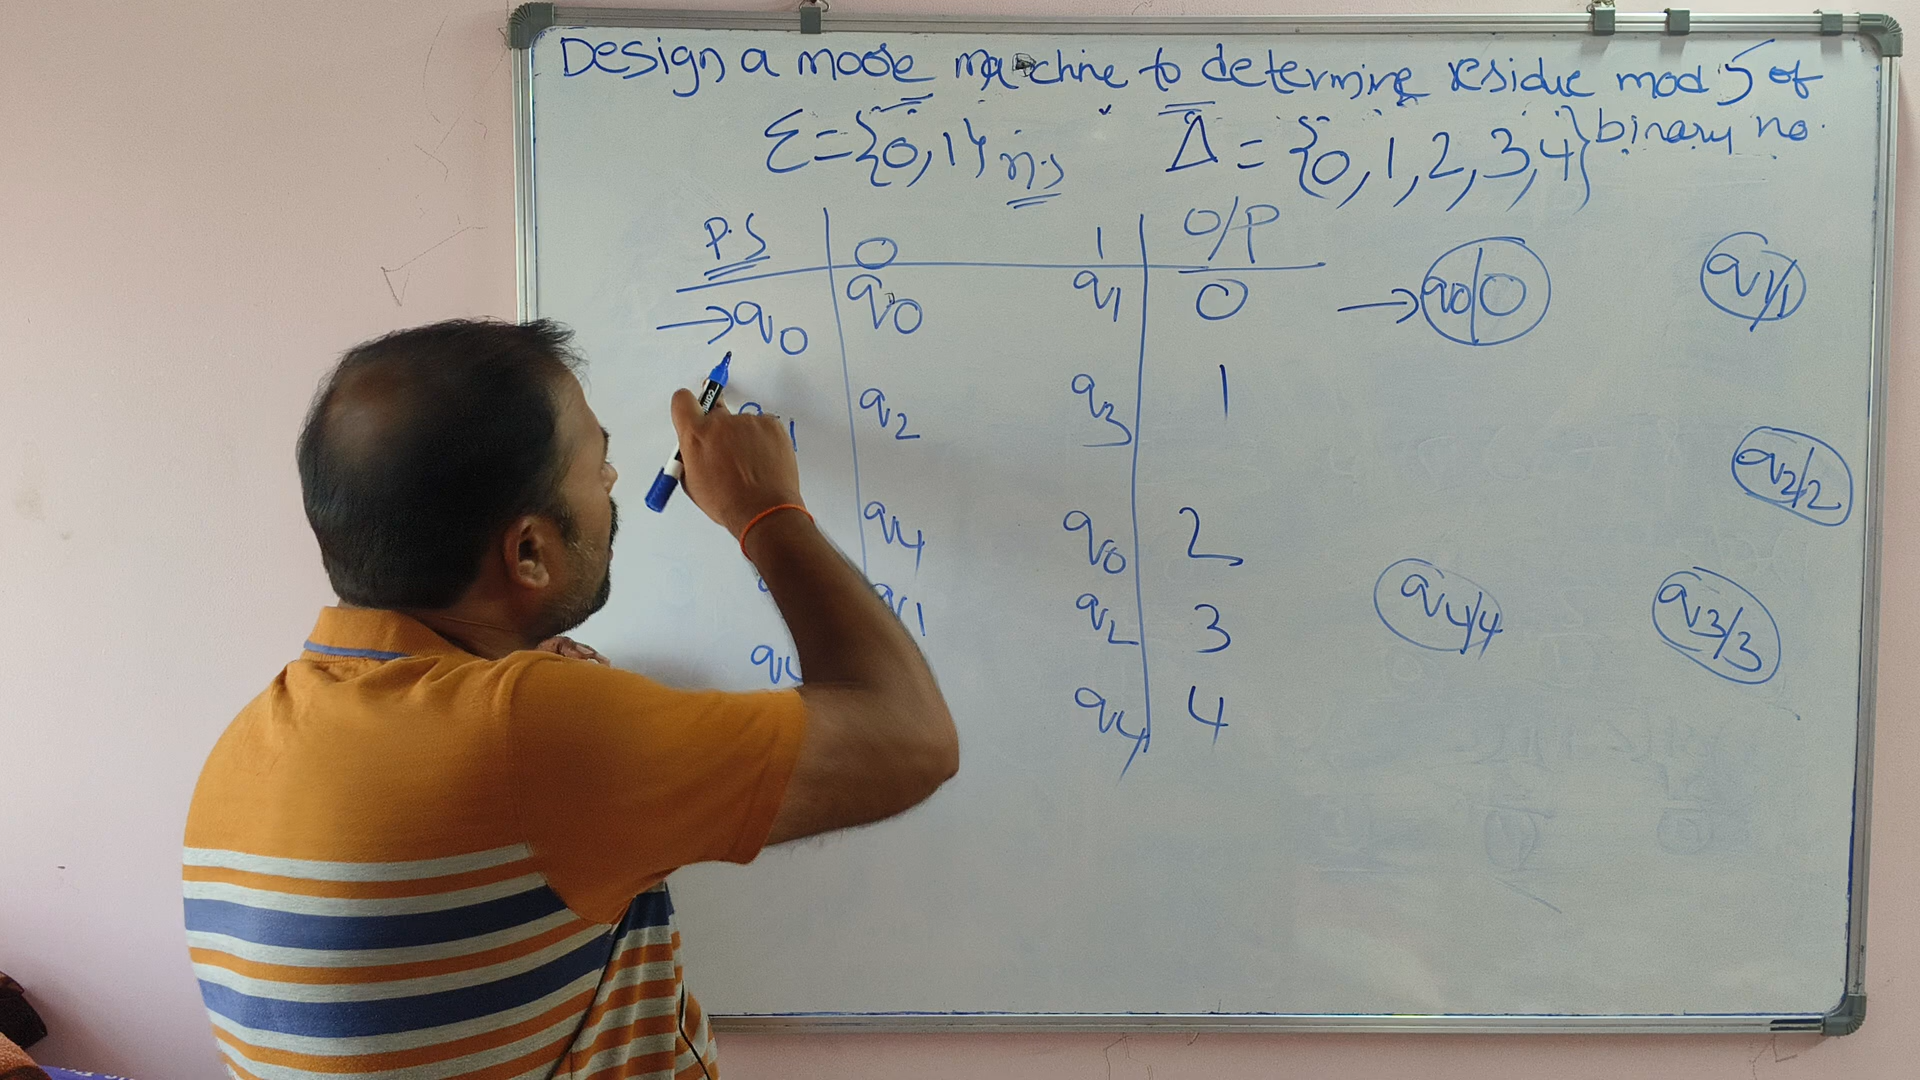 Design a moore machine to determine residue mod 5 of
binary no.
Σ={0,1} n.s Δ = {0,1,2,3,4}
P.S 0 1 O/P
→q0 q0 q1 0
q1 q2 q3 1
q4 q0 2
q1 q2 3
q4 q4 4
→q0/0 q1/1
q2/2
q4/4 q3/3